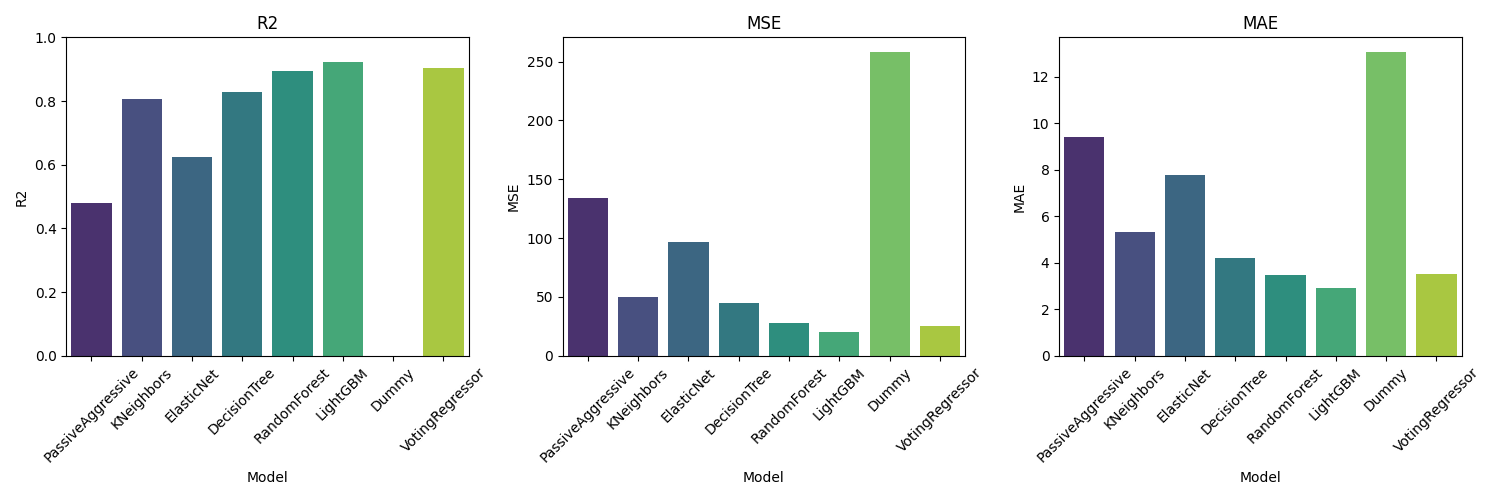 R2
R2
1.0
0.8
0.6
0.4
0.2
0.0
PassiveAggressive
KNeighbors
ElasticNet
DecisionTree
RandomForest
LightGBM
Dummy
VotingRegressor
Model
MSE
MSE
250
200
150
100
50
0
PassiveAggressive
KNeighbors
ElasticNet
DecisionTree
RandomForest
LightGBM
Dummy
VotingRegressor
Model
MAE
MAE
12
10
8
6
4
2
0
PassiveAggressive
KNeighbors
ElasticNet
DecisionTree
RandomForest
LightGBM
Dummy
VotingRegressor
Model